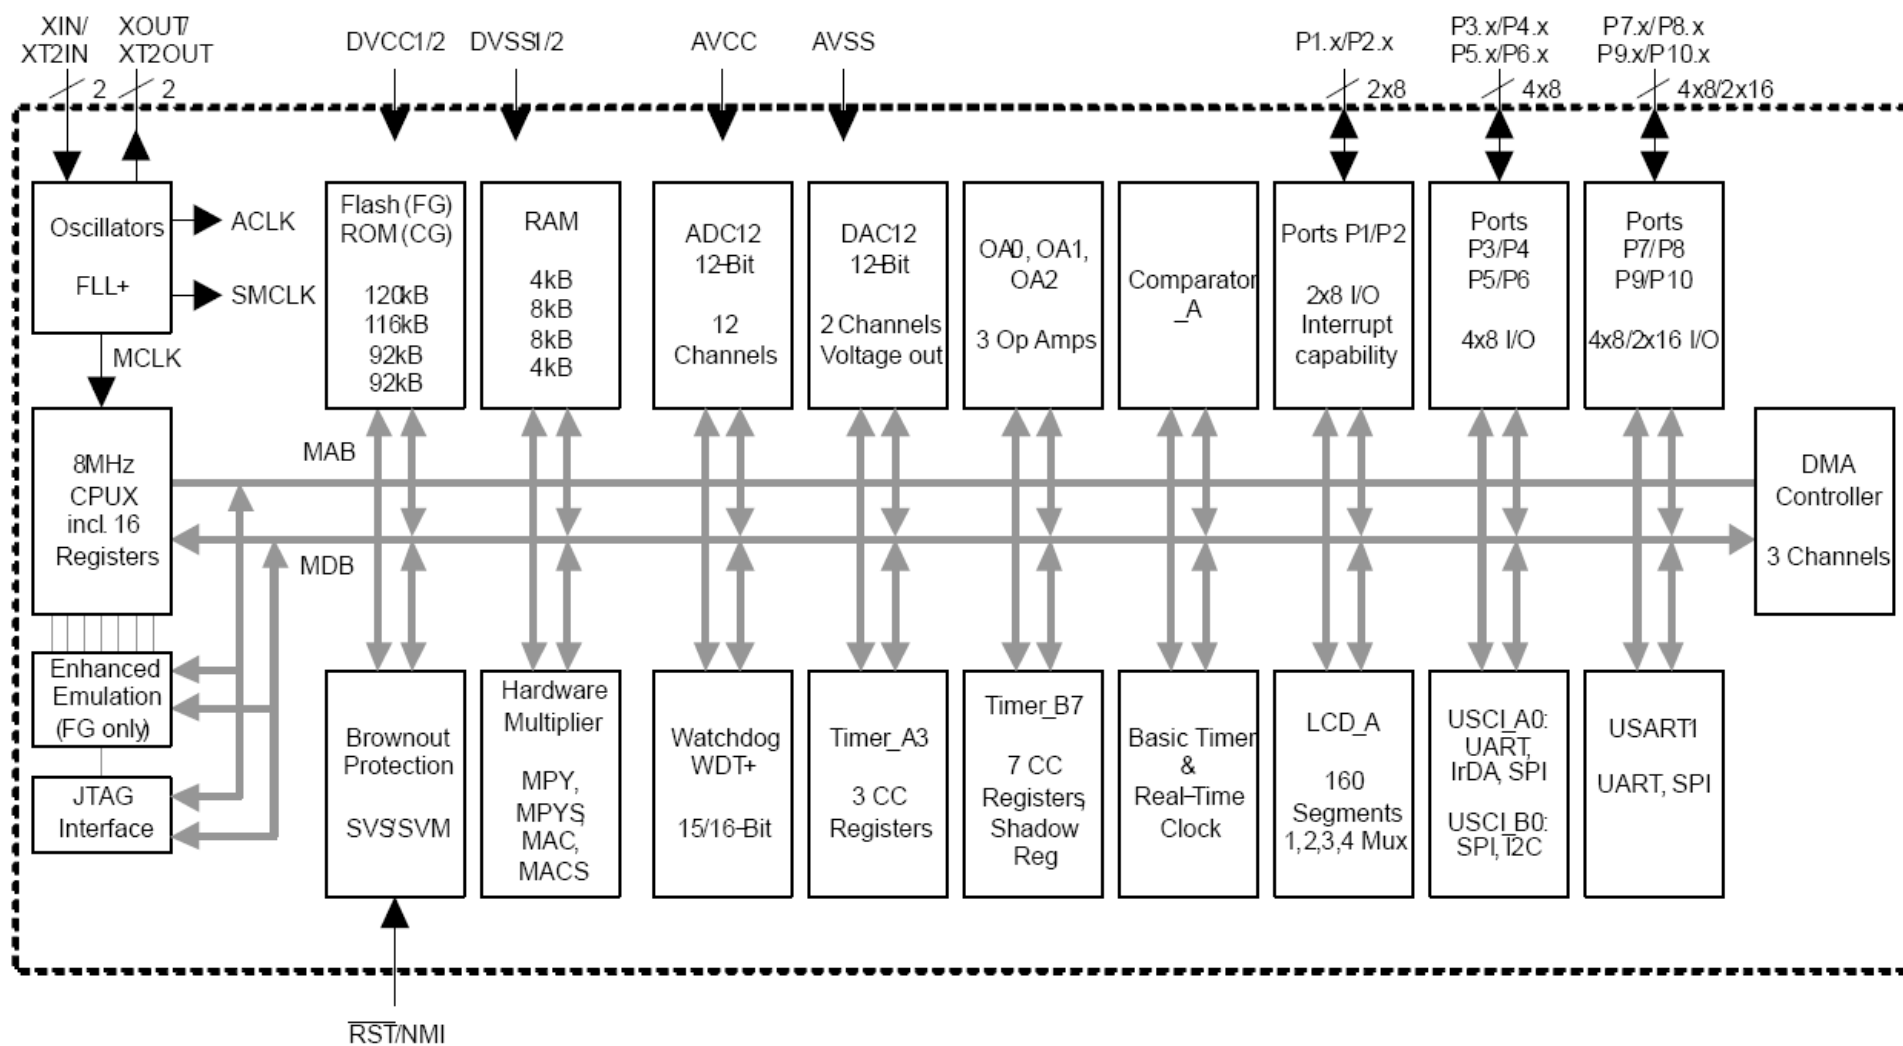 XIN/
XT2IN
XOUT/
XT2OUT
DVCC1/2
DVSS1/2
AVCC
AVSS
P1.x/P2.x
P3.x/P4.x
P5.x/P6.x
P7.x/P8.x
P9.x/P10.x
2
2
2x8
4x8
4x8/2x16
Oscillators
FLL+
ACLK
SMCLK
MCLK
Flash (FG)
ROM (CG)
120kB
116kB
92kB
92kB
RAM
4kB
8kB
8kB
4kB
ADC12
12-Bit
12
Channels
DAC12
12-Bit
2 Channels
Voltage out
OA0, OA1,
OA2
3 Op Amps
Comparator
_A
Ports P1/P2
2x8 I/O
Interrupt
capability
Ports
P3/P4
P5/P6
4x8 I/O
Ports
P7/P8
P9/P10
4x8/2x16 I/O
MAB
8MHz
CPUX
incl. 16
Registers
MDB
DMA
Controller
3 Channels
Enhanced
Emulation
(FG only)
JTAG
Interface
Brownout
Protection
SVS/SVM
Hardware
Multiplier
MPY,
MPYS,
MAC,
MACS
Watchdog
WDT+
15/16-Bit
Timer_A3
3 CC
Registers
Timer_B7
7 CC
Registers,
Shadow
Reg
Basic Timer
&
Real-Time
Clock
LCD_A
160
Segments
1,2,3,4 Mux
USCI_A0:
UART,
IrDA, SPI
USCI_B0:
SPI, I2C
USART1
UART, SPI
RST/NMI